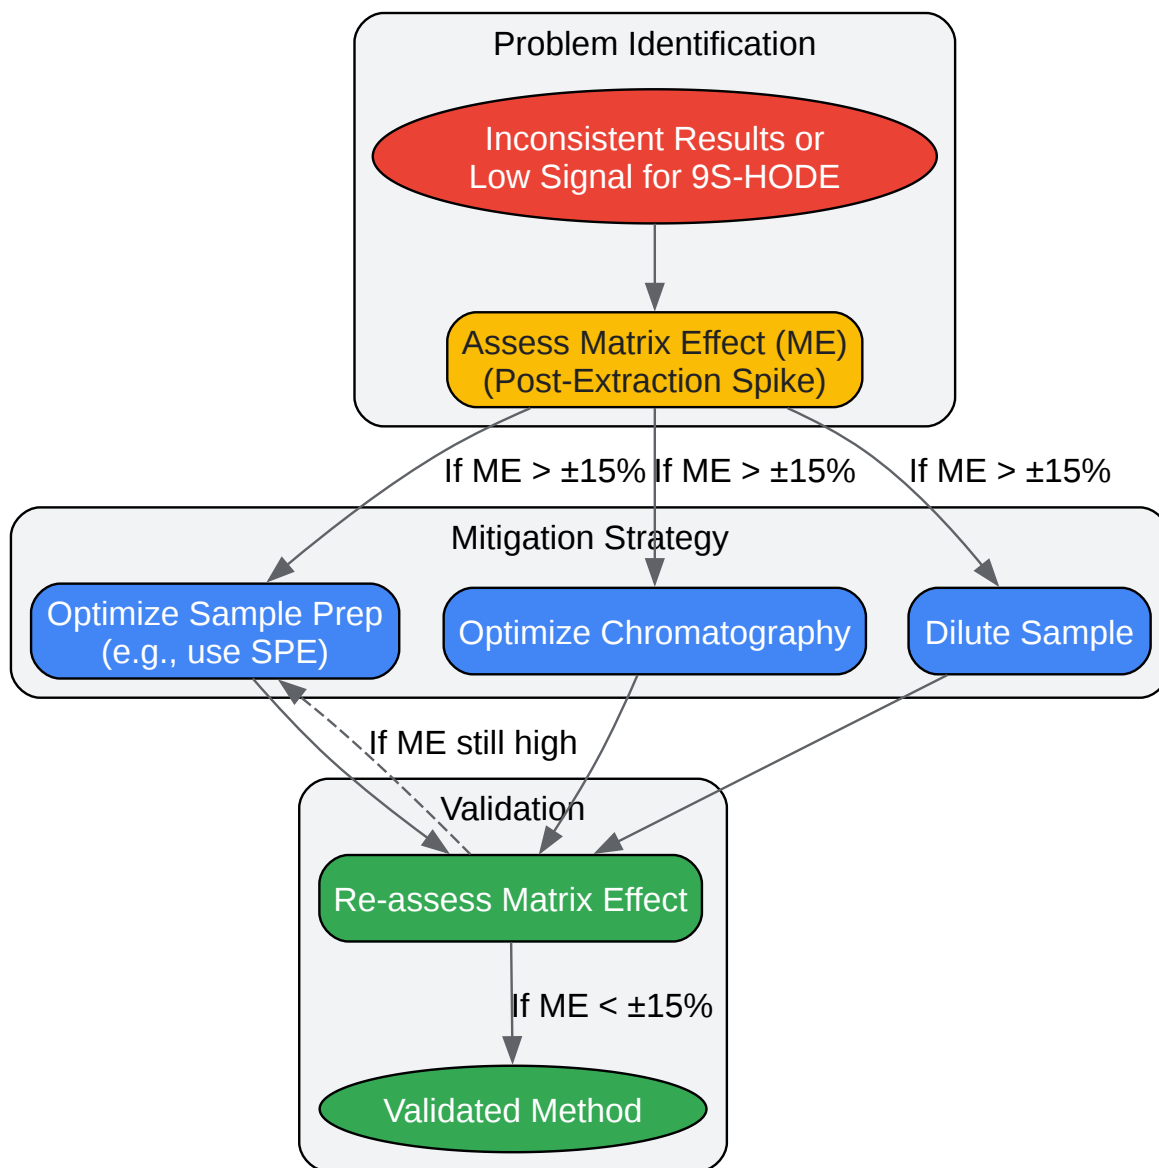 Problem Identification
Inconsistent Results or
Low Signal for 9S-HODE
Assess Matrix Effect (ME)
(Post-Extraction Spike)
If ME > ±15%
If ME > ±15%
If ME > ±15%
Mitigation Strategy
Optimize Sample Prep
(e.g., use SPE)
Optimize Chromatography
Dilute Sample
If ME still high
Validation
Re-assess Matrix Effect
If ME < ±15%
Validated Method